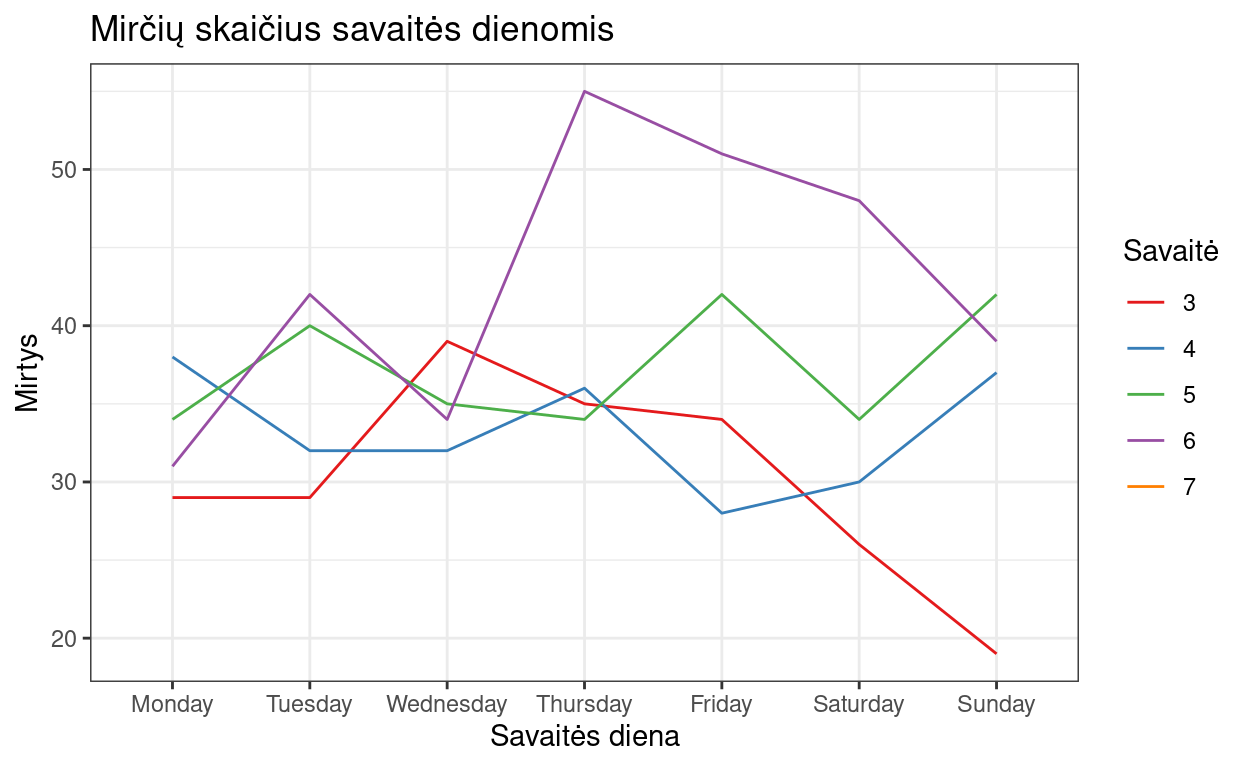 Mirčių skaičius savaitės dienomis
Mirtys
50
40
30
20
Monday Tuesday Wednesday Thursday Friday Saturday Sunday
Savaitės diena
Savaitė
3
4
5
6
7